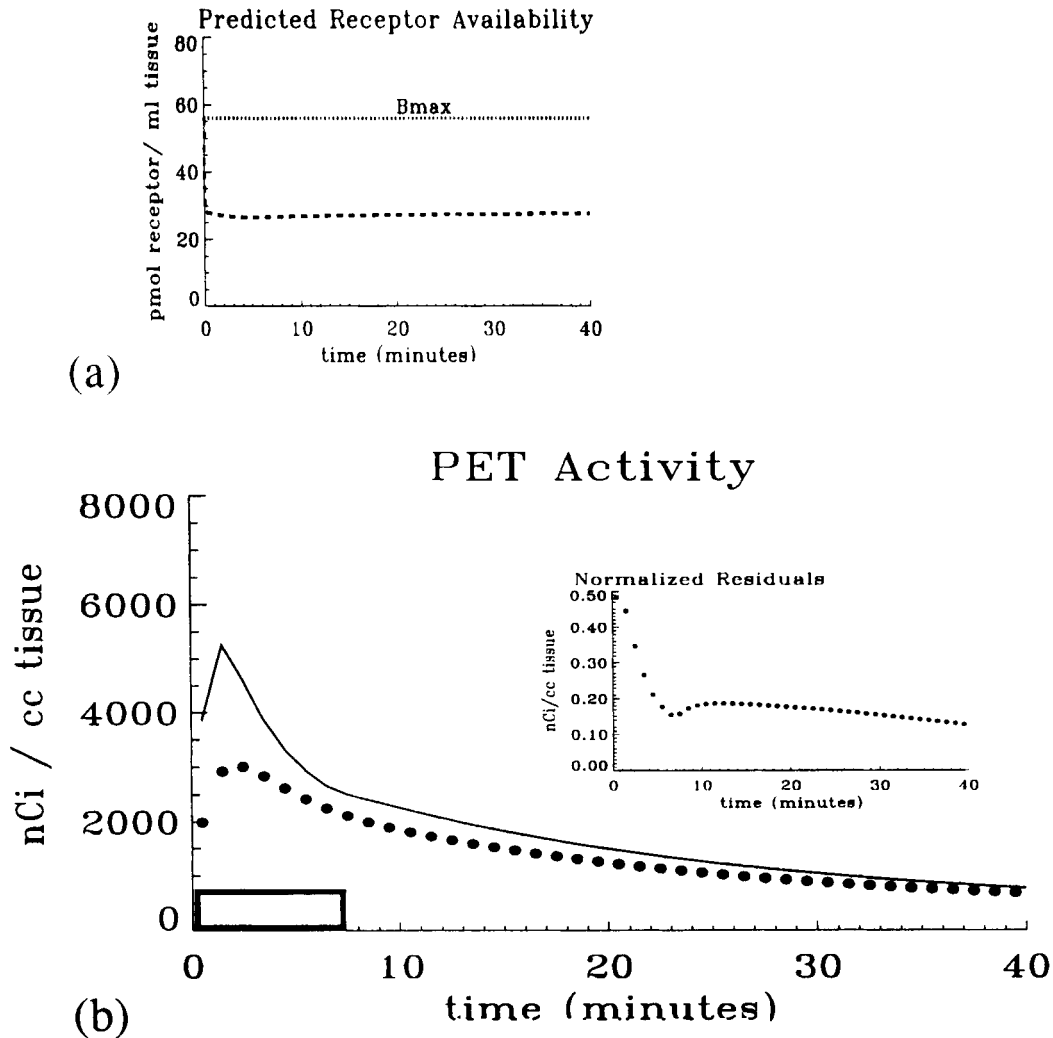 Predicted Receptor Availability
pmol receptor/ ml tissue
80
60
40
20
0
Bmax
0 10 20 30 40
time (minutes)
(a)
PET Activity
nCi / cc tissue
8000
6000
4000
2000
0
Normalized Residuals
nCi/cc tissue
0.50
0.40
0.30
0.20
0.10
0.00
0 10 20 30 40
time (minutes)
0 10 20 30 40
time (minutes)
(b)